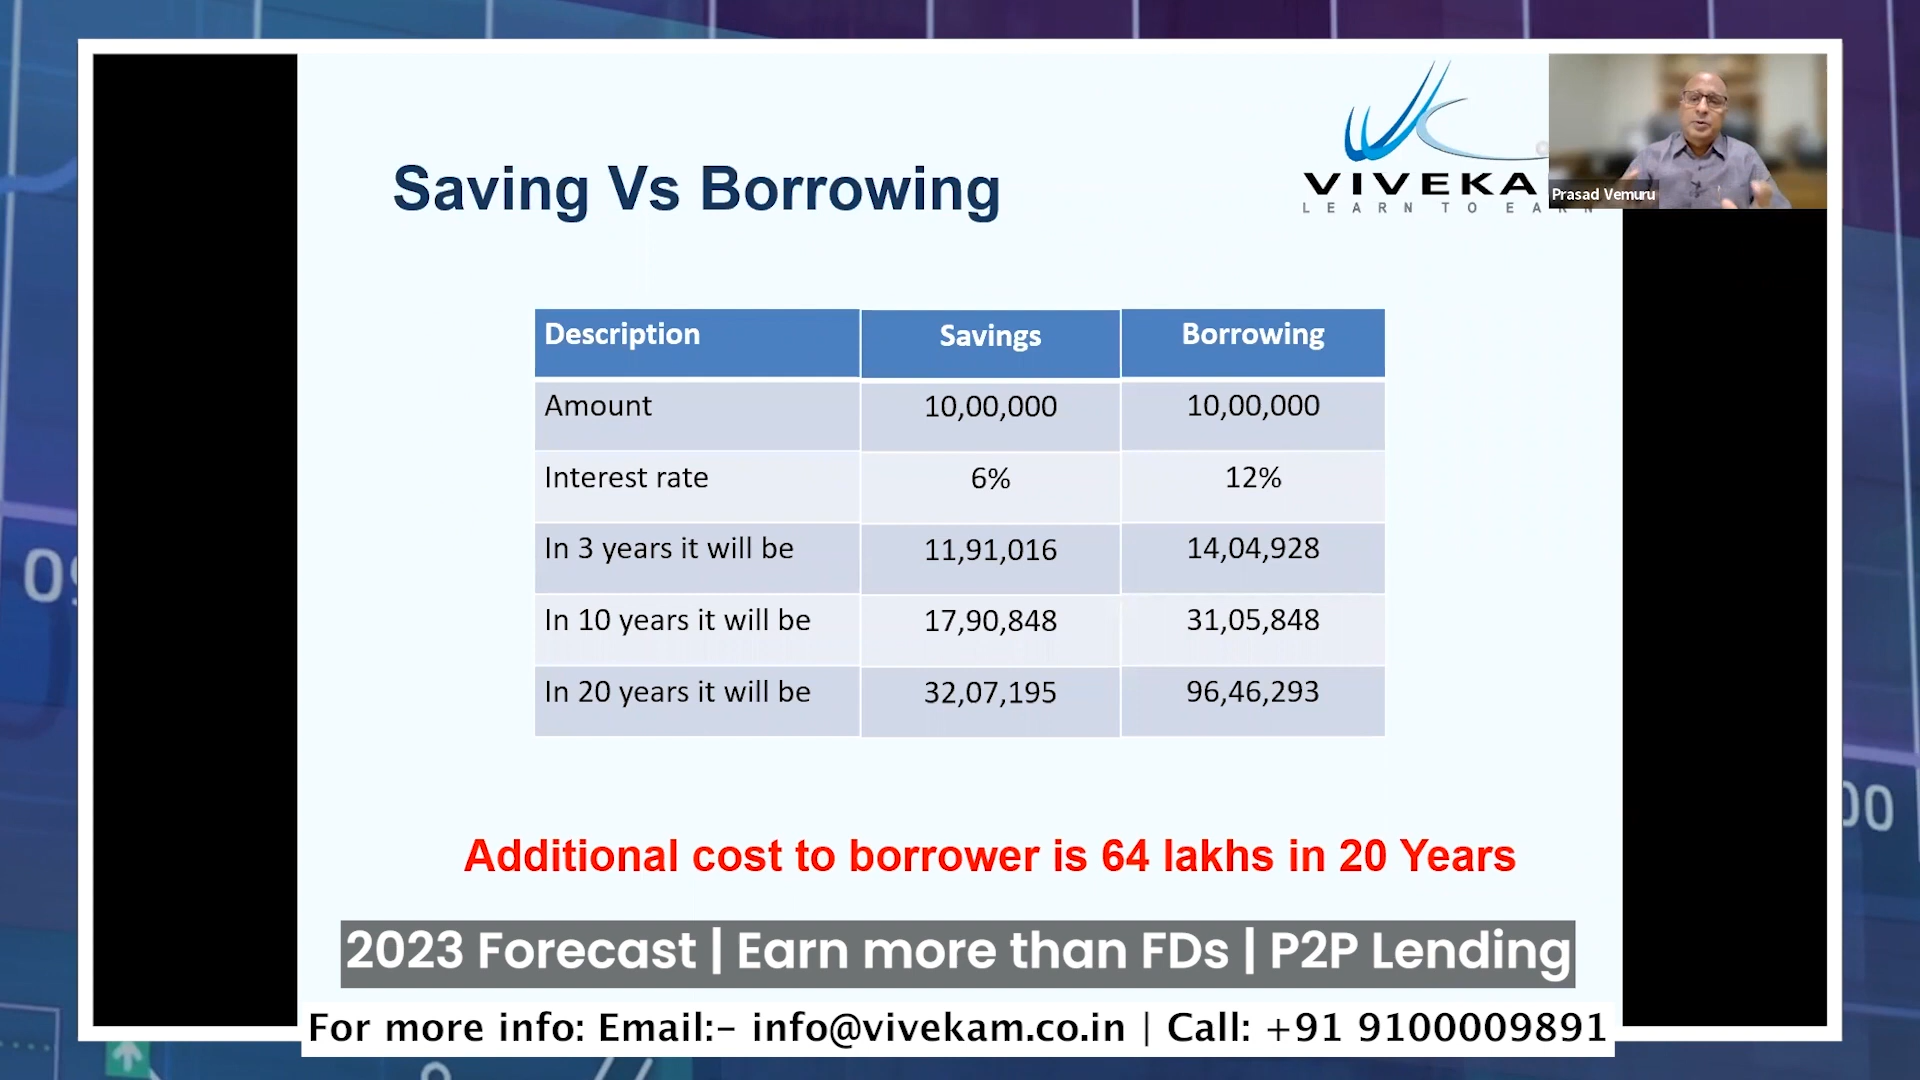 VIVEKA
LEARN TO EARN
Prasad Vemuru
Saving Vs Borrowing
Description Savings Borrowing
Amount 10,00,000 10,00,000
Interest rate 6% 12%
In 3 years it will be 11,91,016 14,04,928
In 10 years it will be 17,90,848 31,05,848
In 20 years it will be 32,07,195 96,46,293
Additional cost to borrower is 64 lakhs in 20 Years
2023 Forecast | Earn more than FDs | P2P Lending
For more info: Email:- info@vivekam.co.in | Call: +91 9100009891